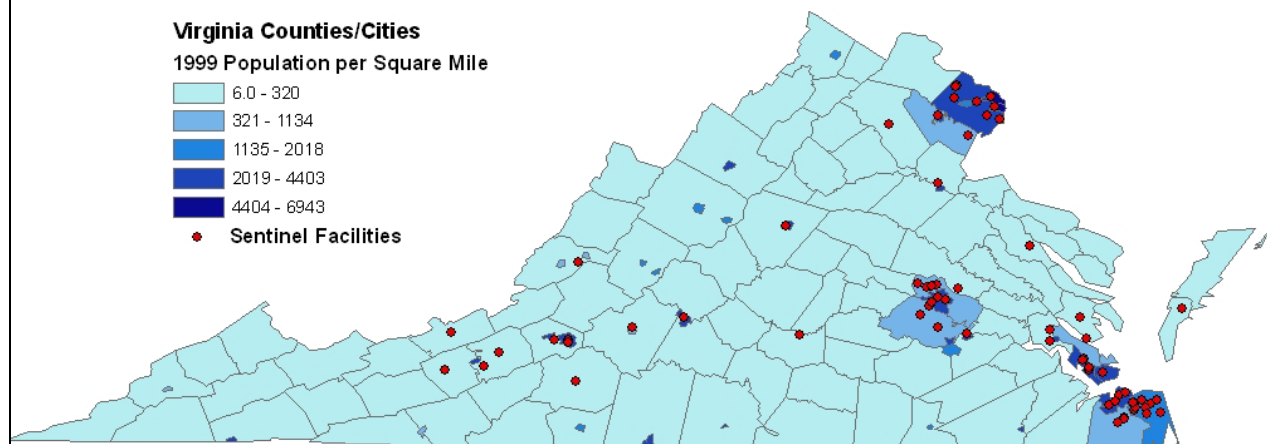 Virginia Counties/Cities
1999 Population per Square Mile
6.0 - 320
321 - 1134
1135 - 2018
2019 - 4403
4404 - 6943
Sentinel Facilities